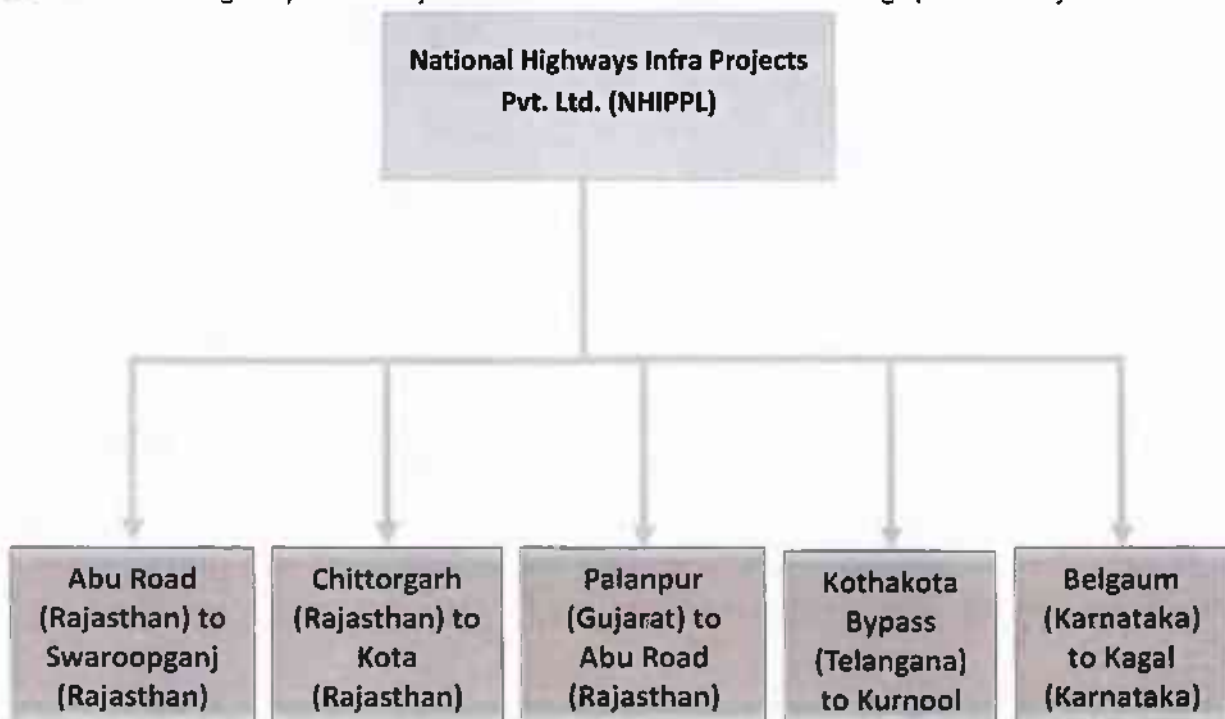 National Highways Infra Projects
Pvt. Ltd. (NHIPPL)
Abu Road
(Rajasthan) to
Swaroopganj
(Rajasthan)
Chittorgarh
(Rajasthan) to
Kota
(Rajasthan)
Palanpur
(Gujarat) to
Abu Road
(Rajasthan)
Kothakota
Bypass
(Telangana)
to Kurnool
Belgaum
(Karnataka)
to Kagal
(Karnataka)